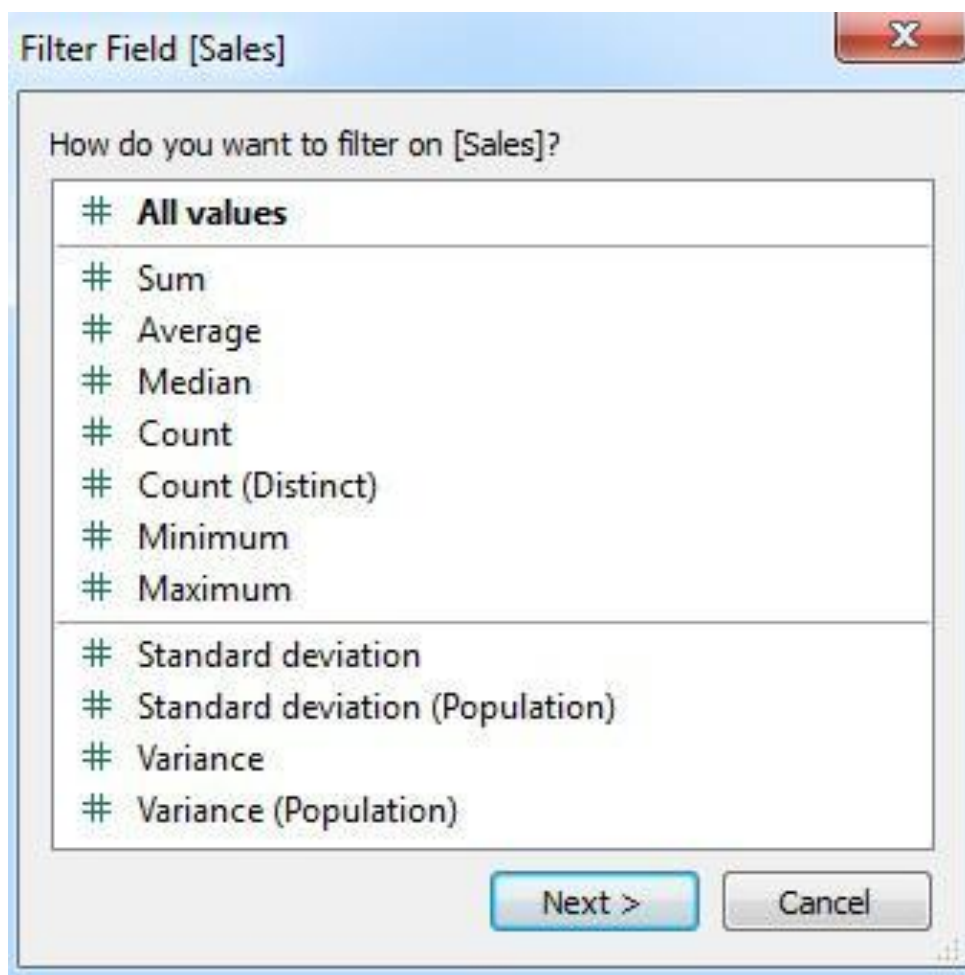 Filter Field [Sales]
How do you want to filter on [Sales]?
# All values
# Sum
# Average
# Median
# Count
# Count (Distinct)
# Minimum
# Maximum
# Standard deviation
# Standard deviation (Population)
# Variance
# Variance (Population)
Next >
Cancel